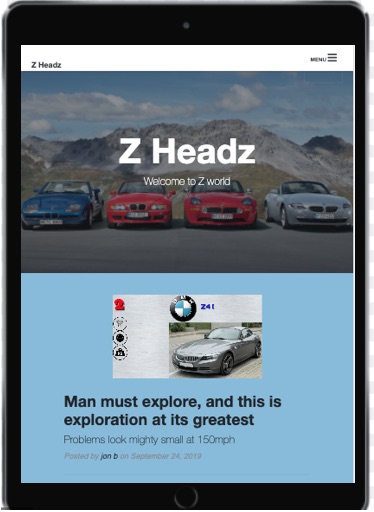 Z Headz
MENU
Z Headz
Welcome to Z world
Z4 I
Man must explore, and this is
exploration at its greatest
Problems look mighty small at 150mph
Posted by jon b on September 24, 2019